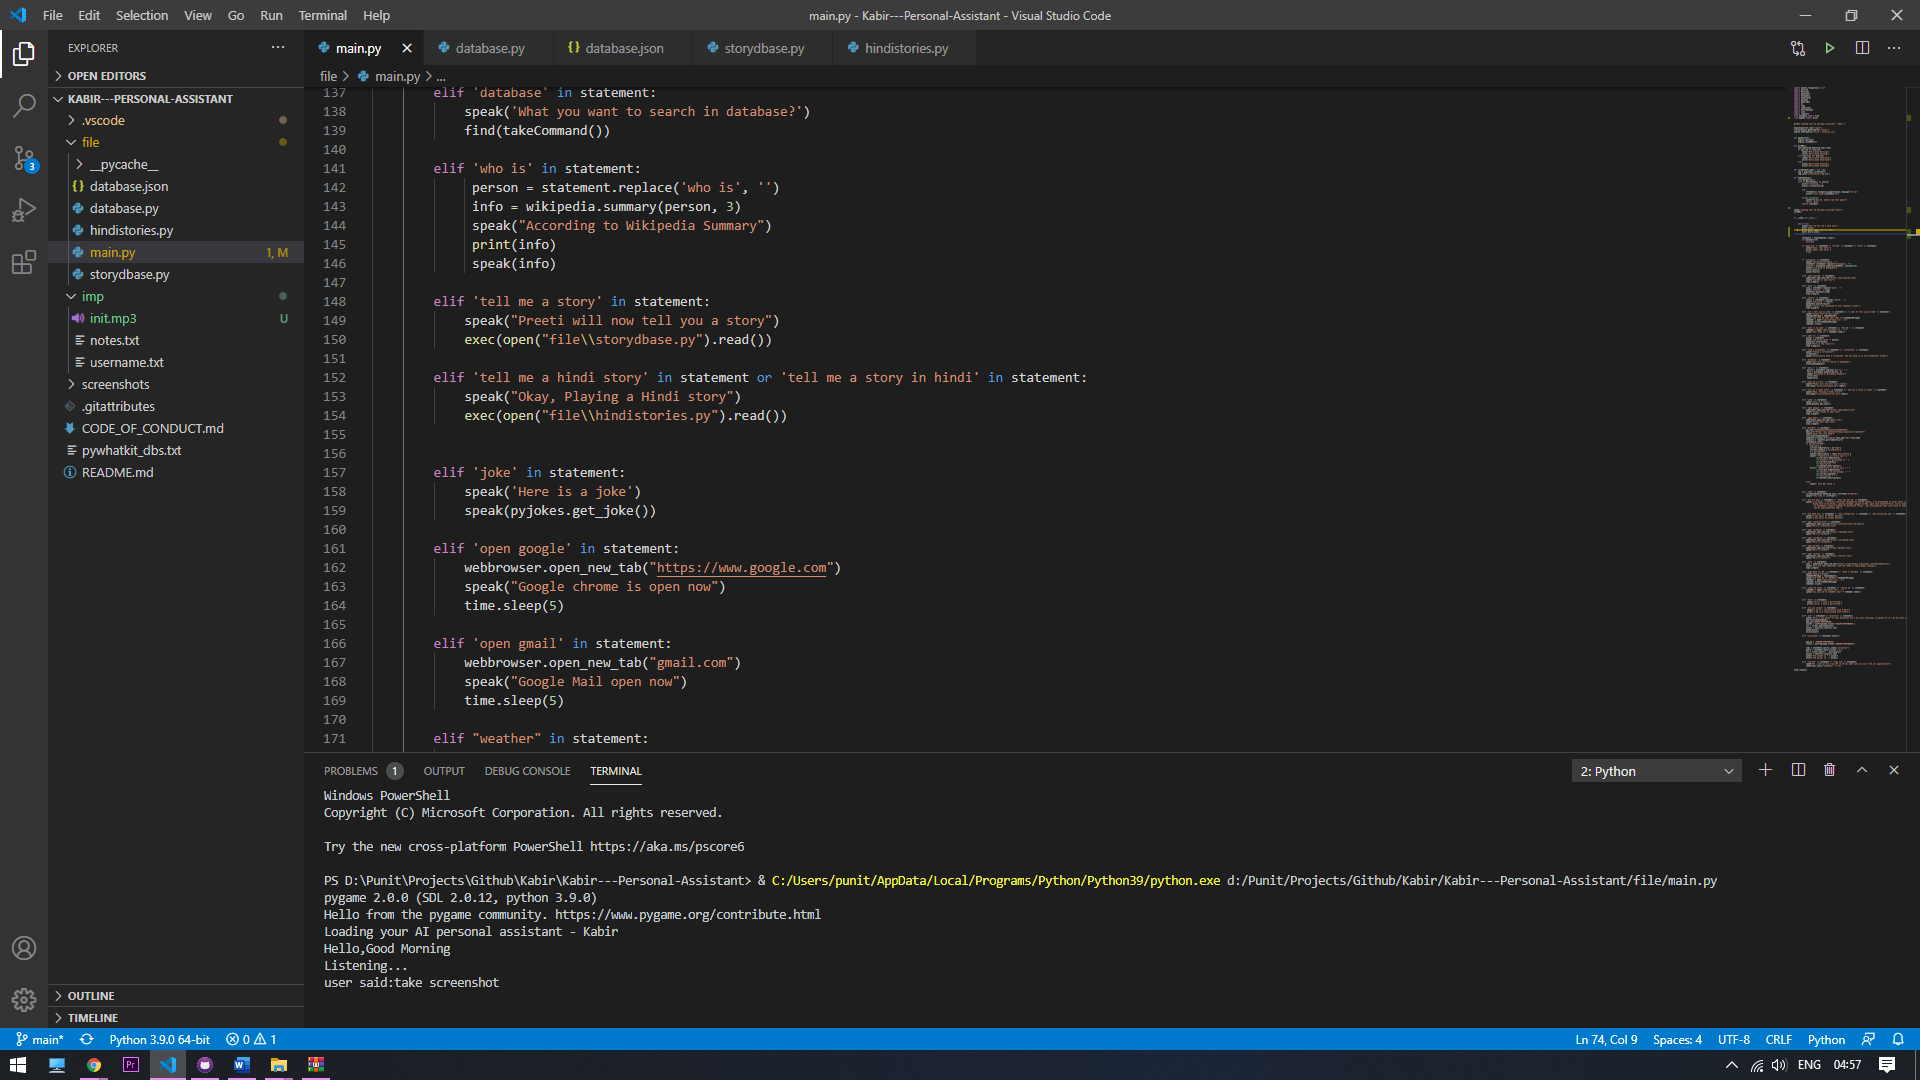 File Edit Selection View Go Run Terminal Help
main.py - Kabir---Personal-Assistant - Visual Studio Code
EXPLORER
OPEN EDITORS
KABIR---PERSONAL-ASSISTANT
.vscode
file
__pycache__
database.json
database.py
hindistories.py
main.py 1, M
storydbase.py
imp
init.mp3 U
notes.txt
username.txt
screenshots
.gitattributes
CODE_OF_CONDUCT.md
pywhatkit_dbs.txt
README.md
OUTLINE
TIMELINE
3
main.py database.py database.json storydbase.py hindistories.py
file > main.py > ...
137 elif 'database' in statement:
138 speak('What you want to search in database?')
139 find(takeCommand())
140
141 elif 'who is' in statement:
142 person = statement.replace('who is', '')
143 info = wikipedia.summary(person, 3)
144 speak("According to Wikipedia Summary")
145 print(info)
146 speak(info)
147
148 elif 'tell me a story' in statement:
149 speak("Preeti will now tell you a story")
150 exec(open("file\\storydbase.py").read())
151
152 elif 'tell me a hindi story' in statement or 'tell me a story in hindi' in statement:
153 speak("Okay, Playing a Hindi story")
154 exec(open("file\\hindistories.py").read())
155
156
157 elif 'joke' in statement:
158 speak('Here is a joke')
159 speak(pyjokes.get_joke())
160
161 elif 'open google' in statement:
162 webbrowser.open_new_tab("https://www.google.com")
163 speak("Google chrome is open now")
164 time.sleep(5)
165
166 elif 'open gmail' in statement:
167 webbrowser.open_new_tab("gmail.com")
168 speak("Google Mail open now")
169 time.sleep(5)
170
171 elif "weather" in statement:
PROBLEMS 1 OUTPUT DEBUG CONSOLE TERMINAL 2: Python
Windows PowerShell
Copyright (C) Microsoft Corporation. All rights reserved.
Try the new cross-platform PowerShell https://aka.ms/pscore6
PS D:\Punit\Projects\Github\Kabir\Kabir---Personal-Assistant> & C:/Users/punit/AppData/Local/Programs/Python/Python39/python.exe d:/Punit/Projects/Github/Kabir/Kabir---Personal-Assistant/file/main.py
pygame 2.0.0 (SDL 2.0.12, python 3.9.0)
Hello from the pygame community. https://www.pygame.org/contribute.html
Loading your AI personal assistant - Kabir
Hello,Good Morning
Listening...
user said:take screenshot
main* Python 3.9.0 64-bit 0 1 Ln 74, Col 9 Spaces: 4 UTF-8 CRLF Python
Pr W ENG 04:57